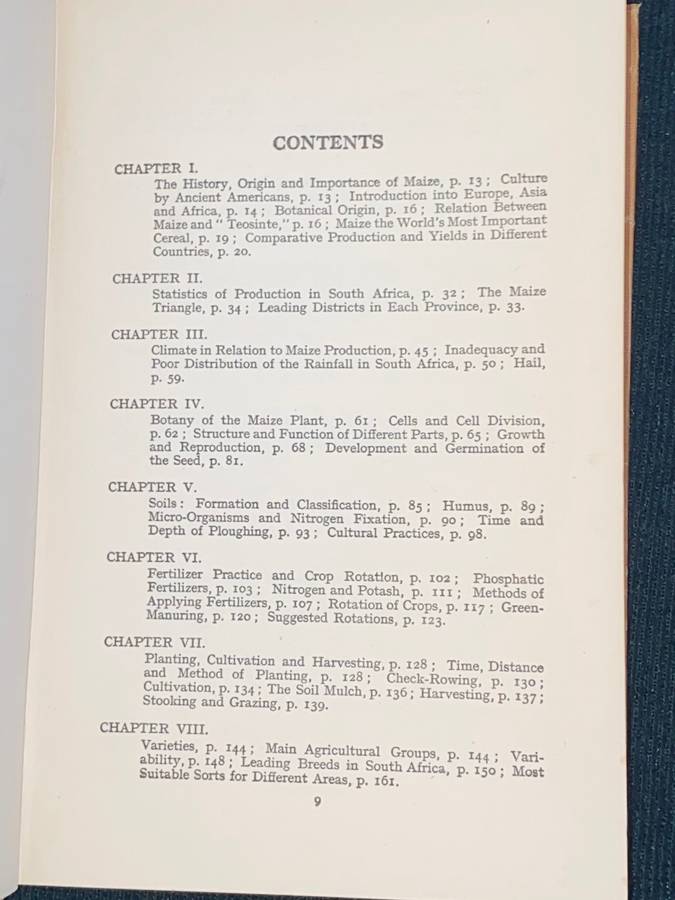 CONTENTS
CHAPTER I.
The History, Origin and Importance of Maize, p. 13 ; Culture
by Ancient Americans, p. 13 ; Introduction into Europe, Asia
and Africa, p. 14 ; Botanical Origin, p. 16 ; Relation Between
Maize and " Teosinte," p. 16 ; Maize the World's Most Important
Cereal, p. 19 ; Comparative Production and Yields in Different
Countries, p. 20.
CHAPTER II.
Statistics of Production in South Africa, p. 32 ; The Maize
Triangle, p. 34 ; Leading Districts in Each Province, p. 33.
CHAPTER III.
Climate in Relation to Maize Production, p. 45 ; Inadequacy and
Poor Distribution of the Rainfall in South Africa, p. 50 ; Hail,
p. 59.
CHAPTER IV.
Botany of the Maize Plant, p. 61 ; Cells and Cell Division,
p. 62 ; Structure and Function of Different Parts, p. 65 ; Growth
and Reproduction, p. 68 ; Development and Germination of
the Seed, p. 81.
CHAPTER V.
Soils : Formation and Classification, p. 85 ; Humus, p. 89 ;
Micro-Organisms and Nitrogen Fixation, p. 90 ; Time and
Depth of Ploughing, p. 93 ; Cultural Practices, p. 98.
CHAPTER VI.
Fertilizer Practice and Crop Rotation, p. 102 ; Phosphatic
Fertilizers, p. 103 ; Nitrogen and Potash, p. 111 ; Methods of
Applying Fertilizers, p. 107 ; Rotation of Crops, p. 117 ; Green-
Manuring, p. 120 ; Suggested Rotations, p. 123.
CHAPTER VII.
Planting, Cultivation and Harvesting, p. 128 ; Time, Distance
and Method of Planting, p. 128 ; Check-Rowing, p. 130 ;
Cultivation, p. 134 ; The Soil Mulch, p. 136 ; Harvesting, p. 137 ;
Stooking and Grazing, p. 139.
CHAPTER VIII.
Varieties, p. 144 ; Main Agricultural Groups, p. 144 ; Vari-
ability, p. 148 ; Leading Breeds in South Africa, p. 150 ; Most
Suitable Sorts for Different Areas, p. 161.
9